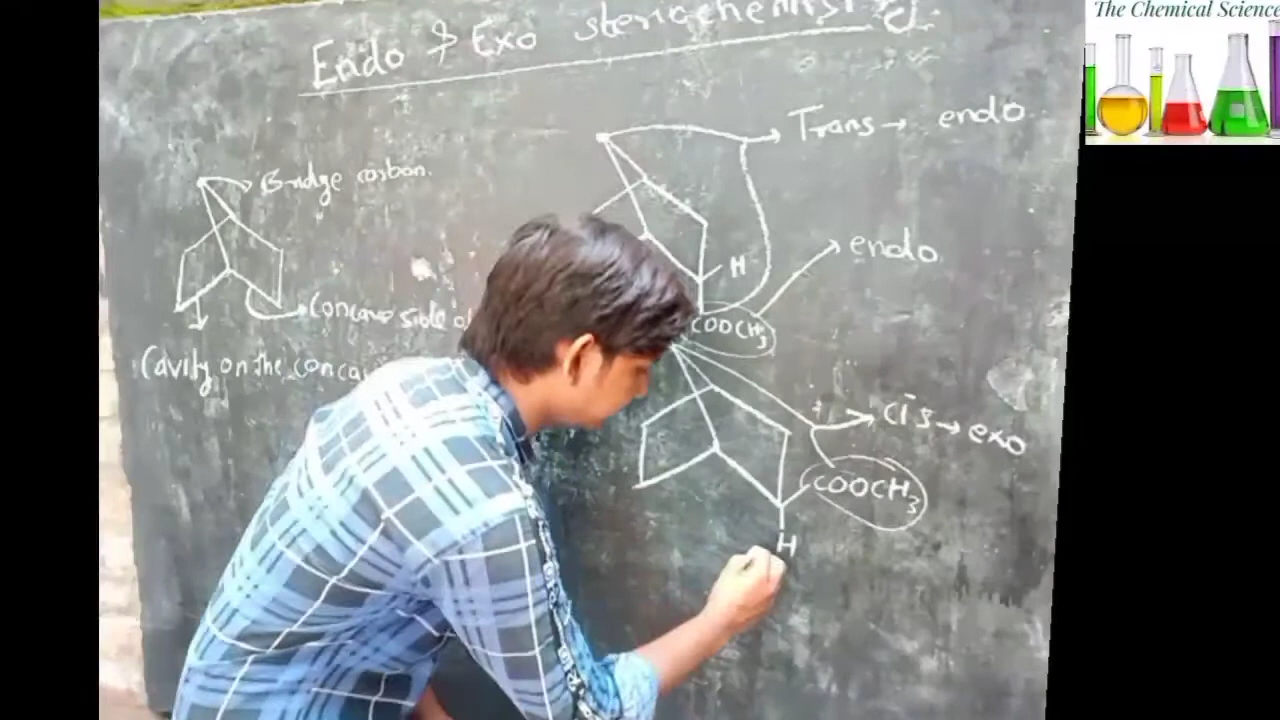 The Chemical Science
Endo & Exo stereochemistry
Bridge carbon.
Concave side of
Cavity on the conca
Trans → endo
H
endo
COOCH3
Cis → exo
COOCH3
H